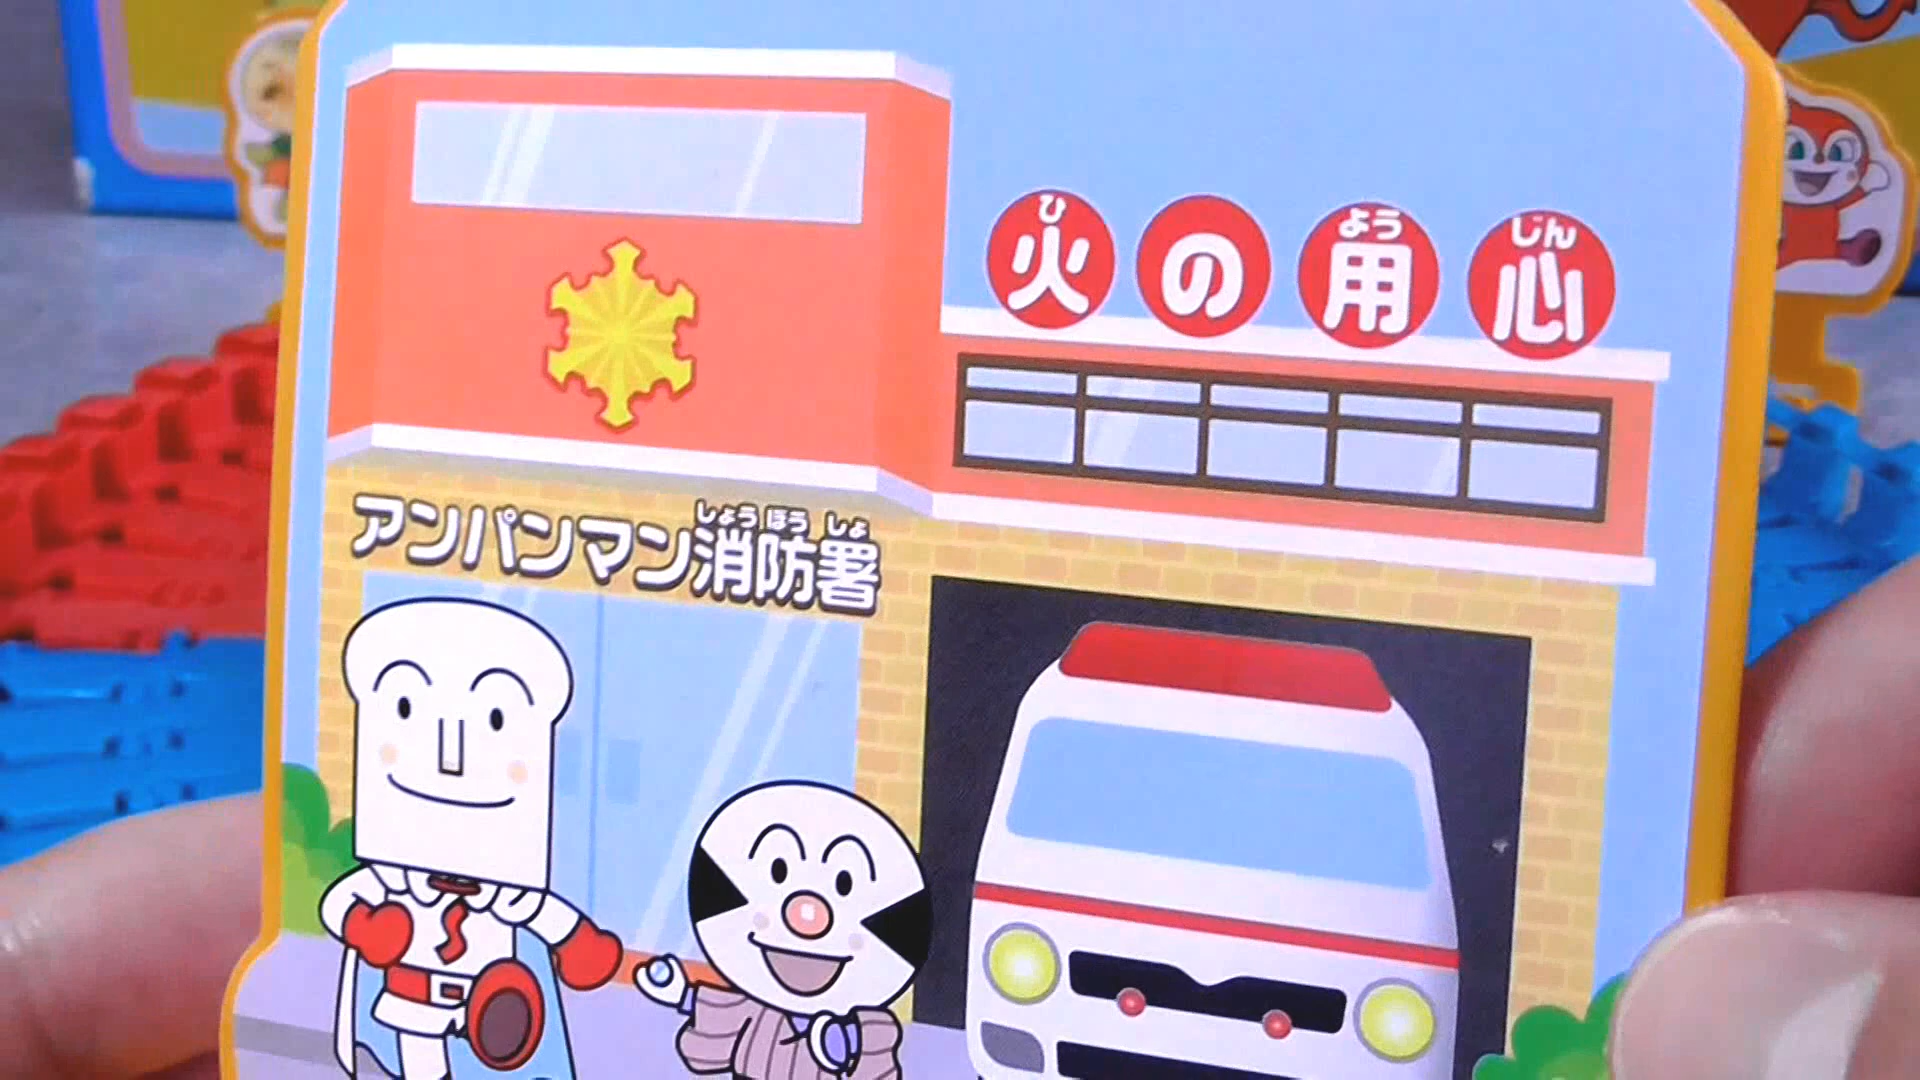 ひ よう じん
火の用心
しょう ぼう しょ
アンパンマン消防署